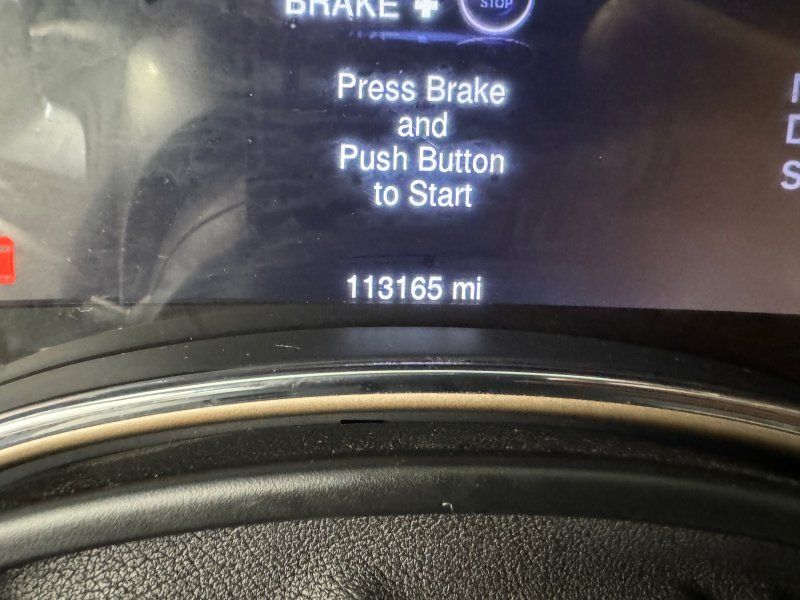 BRAKE +
STOP
Press Brake
and
Push Button
to Start
113165 mi